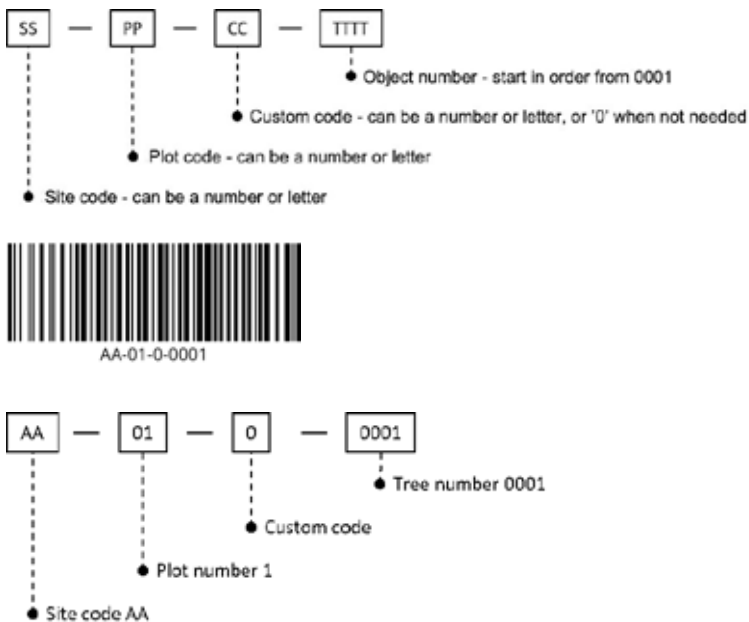 SS — PP — CC — TTTT
Object number - start in order from 0001
Custom code - can be a number or letter, or '0' when not needed
Plot code - can be a number or letter
Site code - can be a number or letter
AA-01-0-0001
AA — 01 — 0 — 0001
Tree number 0001
Custom code
Plot number 1
Site code AA